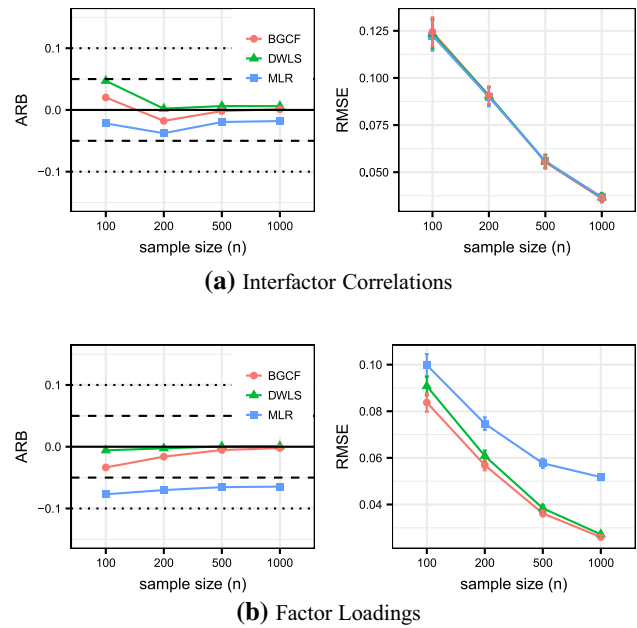 ARB
0.1
0.0
−0.1
100
200
500
1000
sample size (n)
BGCF
DWLS
MLR
RMSE
0.125
0.100
0.075
0.050
100
200
500
1000
sample size (n)
(a) Interfactor Correlations
ARB
0.1
0.0
−0.1
100
200
500
1000
sample size (n)
BGCF
DWLS
MLR
RMSE
0.10
0.08
0.06
0.04
100
200
500
1000
sample size (n)
(b) Factor Loadings